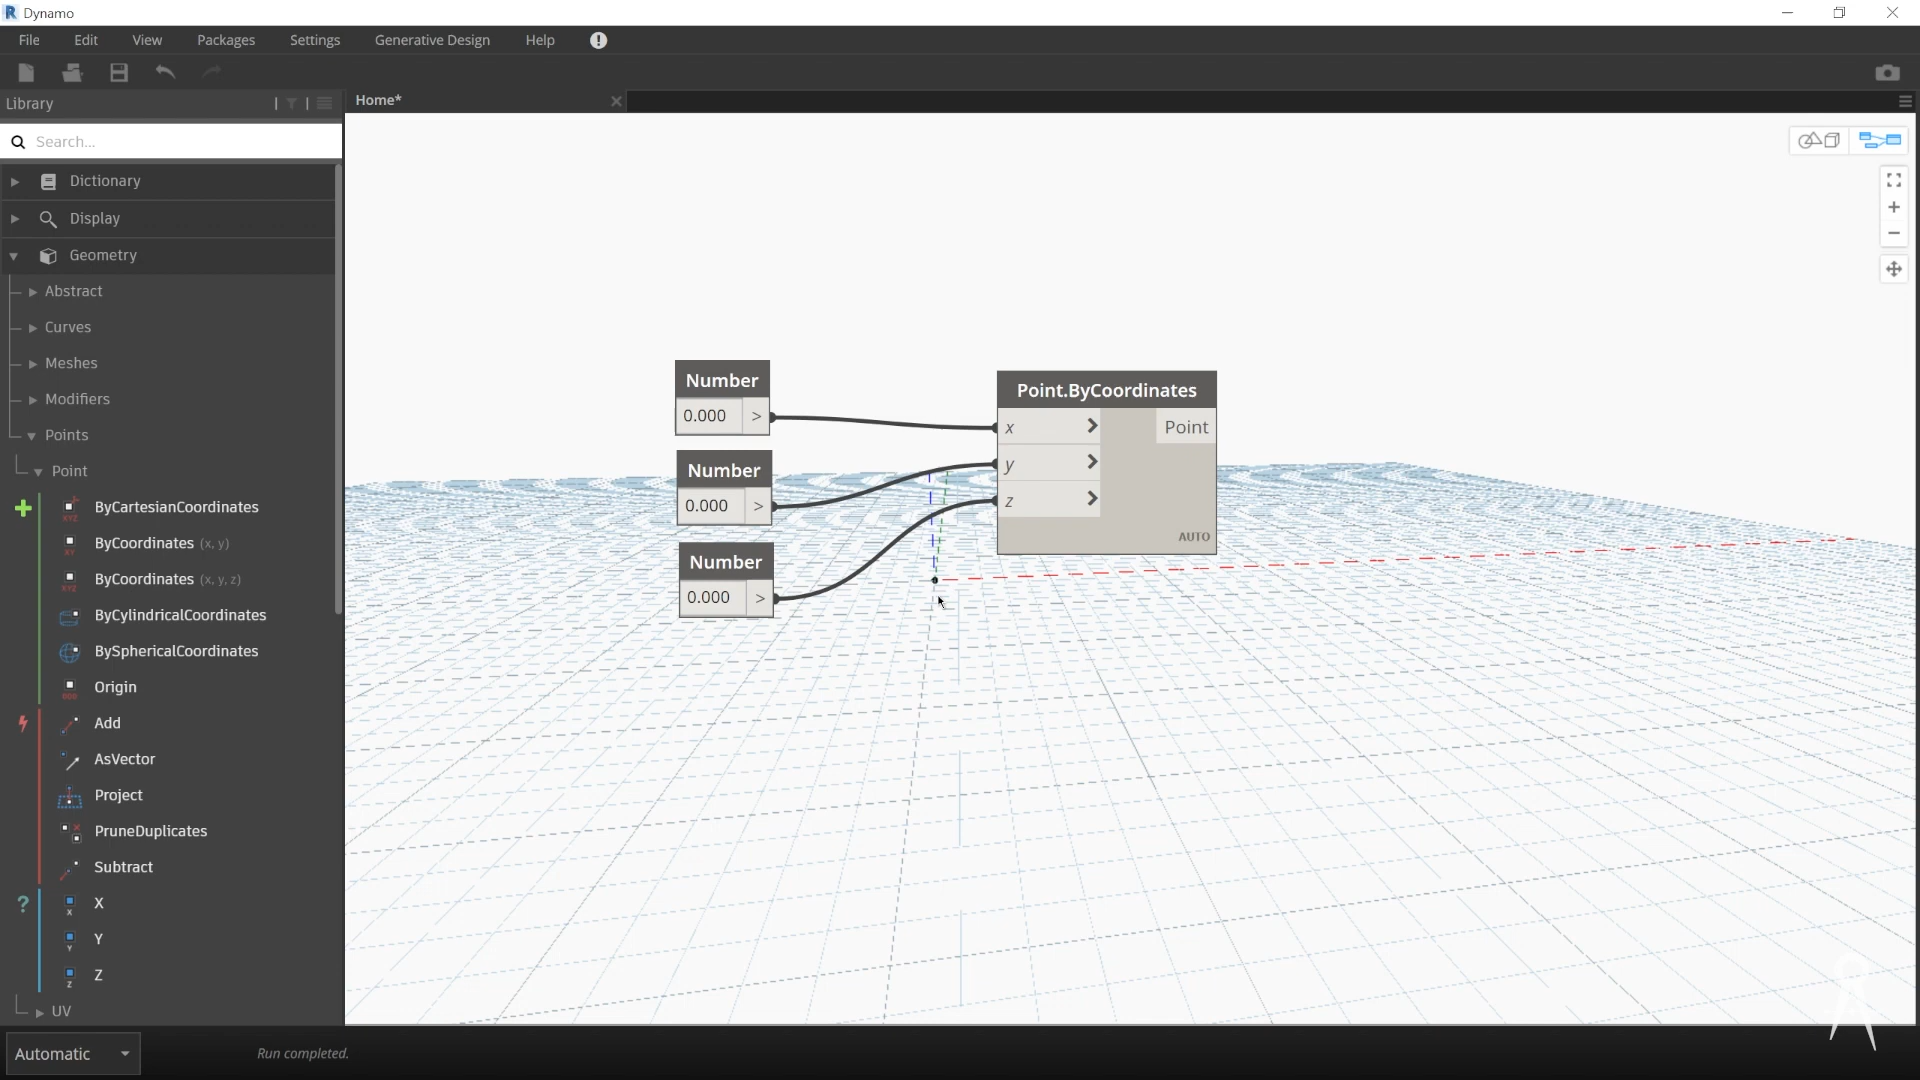 Dynamo
File Edit View Packages Settings Generative Design Help
Library
Home*
Search...
Dictionary
Display
Geometry
Abstract
Curves
Meshes
Modifiers
Points
Point
ByCartesianCoordinates
ByCoordinates (x, y)
ByCoordinates (x, y, z)
ByCylindricalCoordinates
BySphericalCoordinates
Origin
Add
AsVector
Project
PruneDuplicates
Subtract
X
Y
Z
UV
Number
0.000 >
Number
0.000 >
Number
0.000 >
Point.ByCoordinates
x Point
y
z
AUTO
Automatic
Run completed.